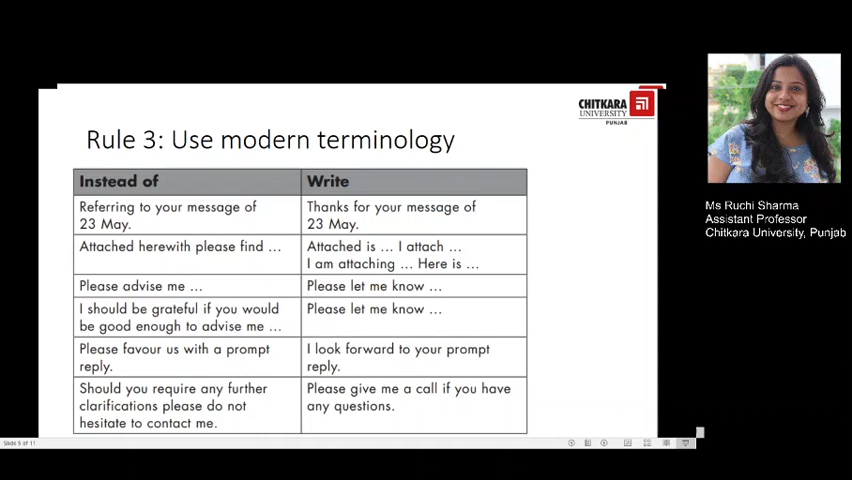 CHITKARA
UNIVERSITY
PUNJAB
Rule 3: Use modern terminology
Instead of
Write
Referring to your message of
23 May.
Thanks for your message of
23 May.
Attached herewith please find ...
Attached is ... I attach ...
I am attaching ... Here is ...
Please advise me ...
Please let me know ...
I should be grateful if you would
be good enough to advise me ...
Please let me know ...
Please favour us with a prompt
reply.
I look forward to your prompt
reply.
Should you require any further
clarifications please do not
hesitate to contact me.
Please give me a call if you have
any questions.
Ms Ruchi Sharma
Assistant Professor
Chitkara University, Punjab
Slide 5 of 11